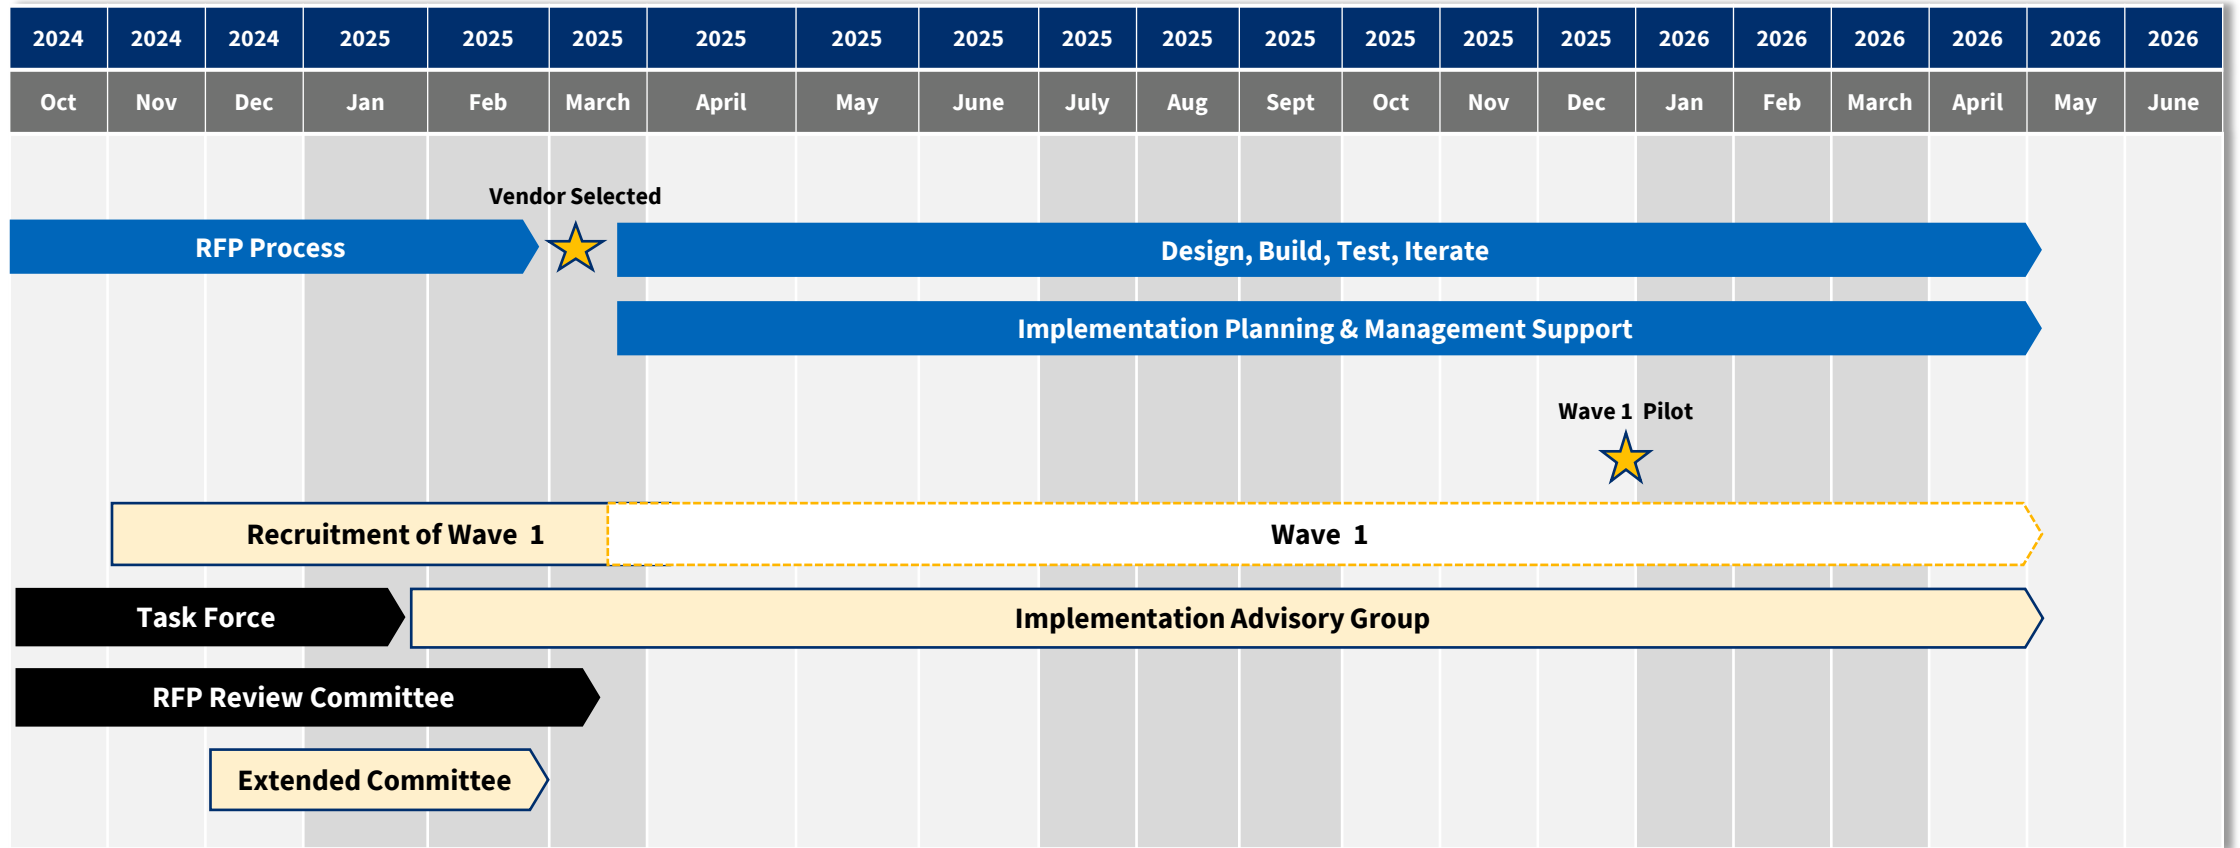 2024 2024 2024 2025 2025 2025 2025 2025 2025 2025 2025 2025 2025 2025 2025 2026 2026 2026 2026 2026 2026
Oct Nov Dec Jan Feb March April May June July Aug Sept Oct Nov Dec Jan Feb March April May June
Vendor Selected
RFP Process
Design, Build, Test, Iterate
Implementation Planning & Management Support
Wave 1 Pilot
Recruitment of Wave 1
Wave 1
Task Force
Implementation Advisory Group
RFP Review Committee
Extended Committee